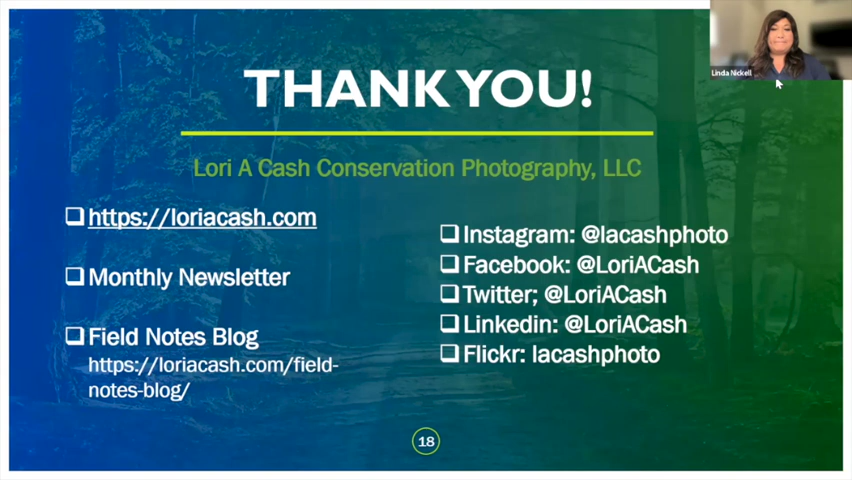 THANK YOU!
Linda Nickell
Lori A Cash Conservation Photography, LLC
https://loriacash.com
Monthly Newsletter
Field Notes Blog
https://loriacash.com/field-
notes-blog/
Instagram: @lacashphoto
Facebook: @LoriACash
Twitter; @LoriACash
Linkedin: @LoriACash
Flickr: lacashphoto
18